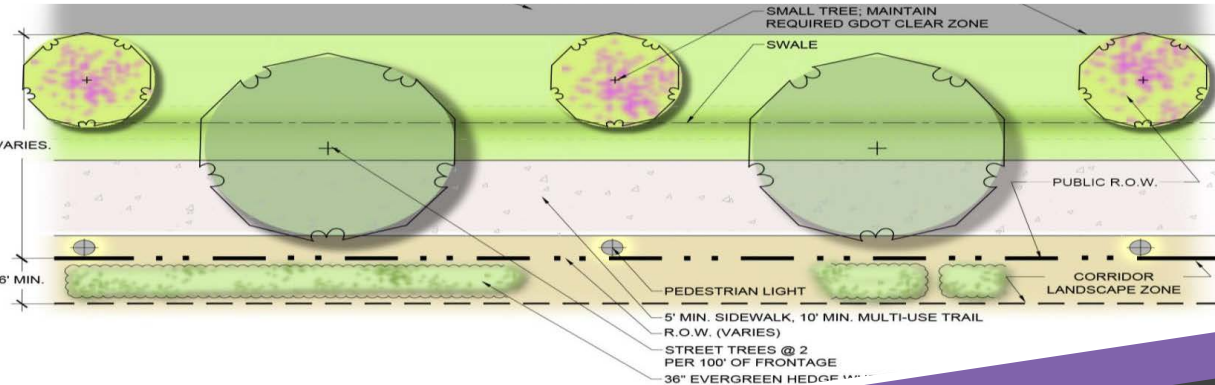 SMALL TREE; MAINTAIN
REQUIRED GDOT CLEAR ZONE
SWALE
VARIES.
PUBLIC R.O.W.
6' MIN.
CORRIDOR
LANDSCAPE ZONE
PEDESTRIAN LIGHT
5' MIN. SIDEWALK, 10' MIN. MULTI-USE TRAIL
R.O.W. (VARIES)
STREET TREES @ 2
PER 100' OF FRONTAGE
36" EVERGREEN HEDGE